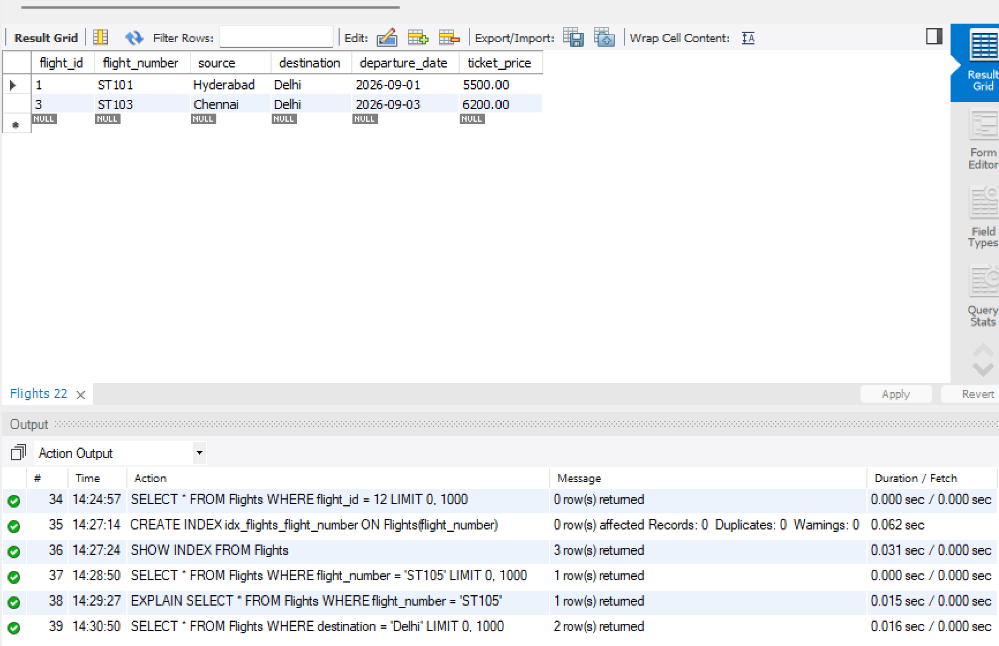 Result Grid Filter Rows: Edit: Export/Import: Wrap Cell Content: IA
flight_id flight_number source destination departure_date ticket_price
1 ST101 Hyderabad Delhi 2026-09-01 5500.00
3 ST103 Chennai Delhi 2026-09-03 6200.00
NULL NULL NULL NULL NULL NULL
Result
Grid
Form
Editor
Field
Types
Query
Stats
Flights 22 Apply Revert
Output
Action Output
# Time Action Message Duration / Fetch
34 14:24:57 SELECT * FROM Flights WHERE flight_id = 12 LIMIT 0, 1000 0 row(s) returned 0.000 sec / 0.000 sec
35 14:27:14 CREATE INDEX idx_flights_flight_number ON Flights(flight_number) 0 row(s) affected Records: 0 Duplicates: 0 Warnings: 0 0.062 sec
36 14:27:24 SHOW INDEX FROM Flights 3 row(s) returned 0.031 sec / 0.000 sec
37 14:28:50 SELECT * FROM Flights WHERE flight_number = 'ST105' LIMIT 0, 1000 1 row(s) returned 0.000 sec / 0.000 sec
38 14:29:27 EXPLAIN SELECT * FROM Flights WHERE flight_number = 'ST105' 1 row(s) returned 0.015 sec / 0.000 sec
39 14:30:50 SELECT * FROM Flights WHERE destination = 'Delhi' LIMIT 0, 1000 2 row(s) returned 0.016 sec / 0.000 sec